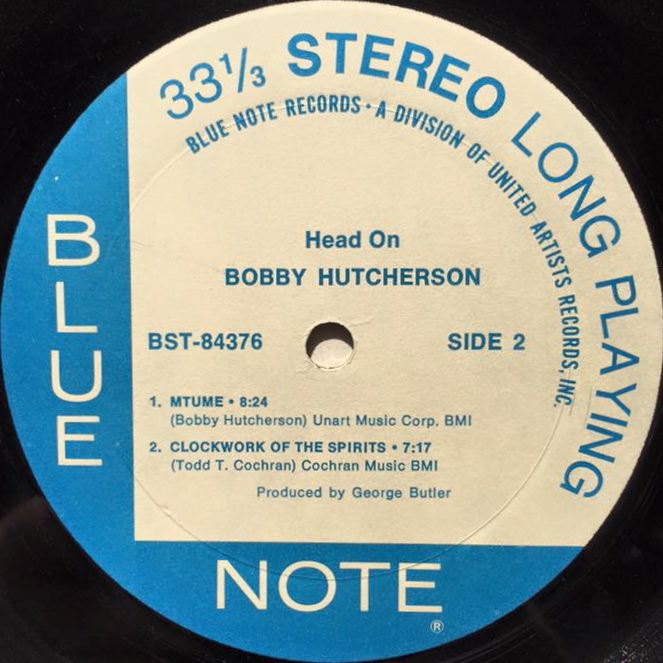 33⅓ STEREO LONG PLAYING
BLUE NOTE RECORDS • A DIVISION OF UNITED ARTISTS RECORDS, INC.
Head On
BOBBY HUTCHERSON
BST-84376
SIDE 2
1. MTUME • 8:24
(Bobby Hutcherson) Unart Music Corp. BMI
2. CLOCKWORK OF THE SPIRITS • 7:17
(Todd T. Cochran) Cochran Music BMI
Produced by George Butler
BLUE
NOTE
®